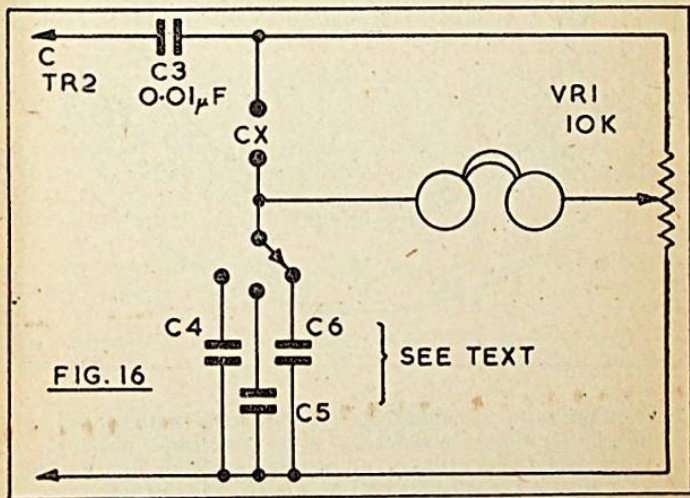 C
TR2
C3
0.01µF
CX
VR1
10K
C4
C6
C5
SEE TEXT
FIG. 16